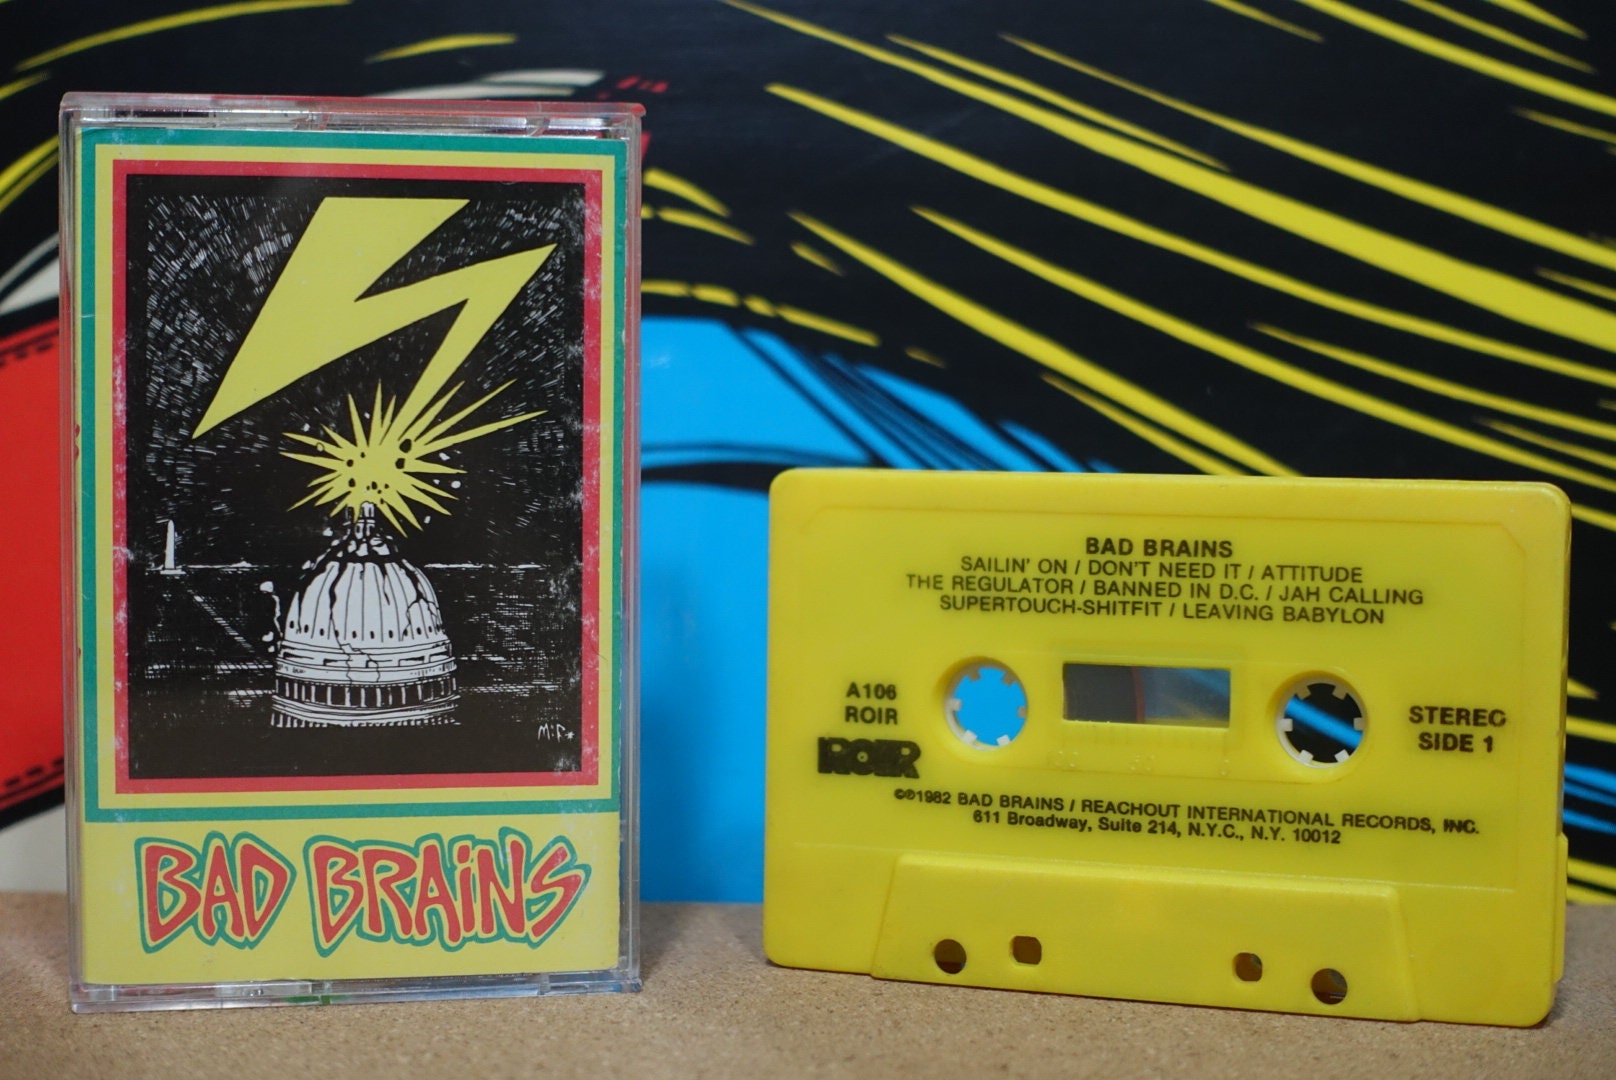 M:F*
BAD BRAiNS
BAD BRAINS
SAILIN' ON / DON'T NEED IT / ATTITUDE
THE REGULATOR / BANNED IN D.C. / JAH CALLING
SUPERTOUCH-SHITFIT / LEAVING BABYLON
A106
ROIR
ROIR
STEREO
SIDE 1
©℗1982 BAD BRAINS / REACHOUT INTERNATIONAL RECORDS, INC.
611 Broadway, Suite 214, N.Y.C., N.Y. 10012